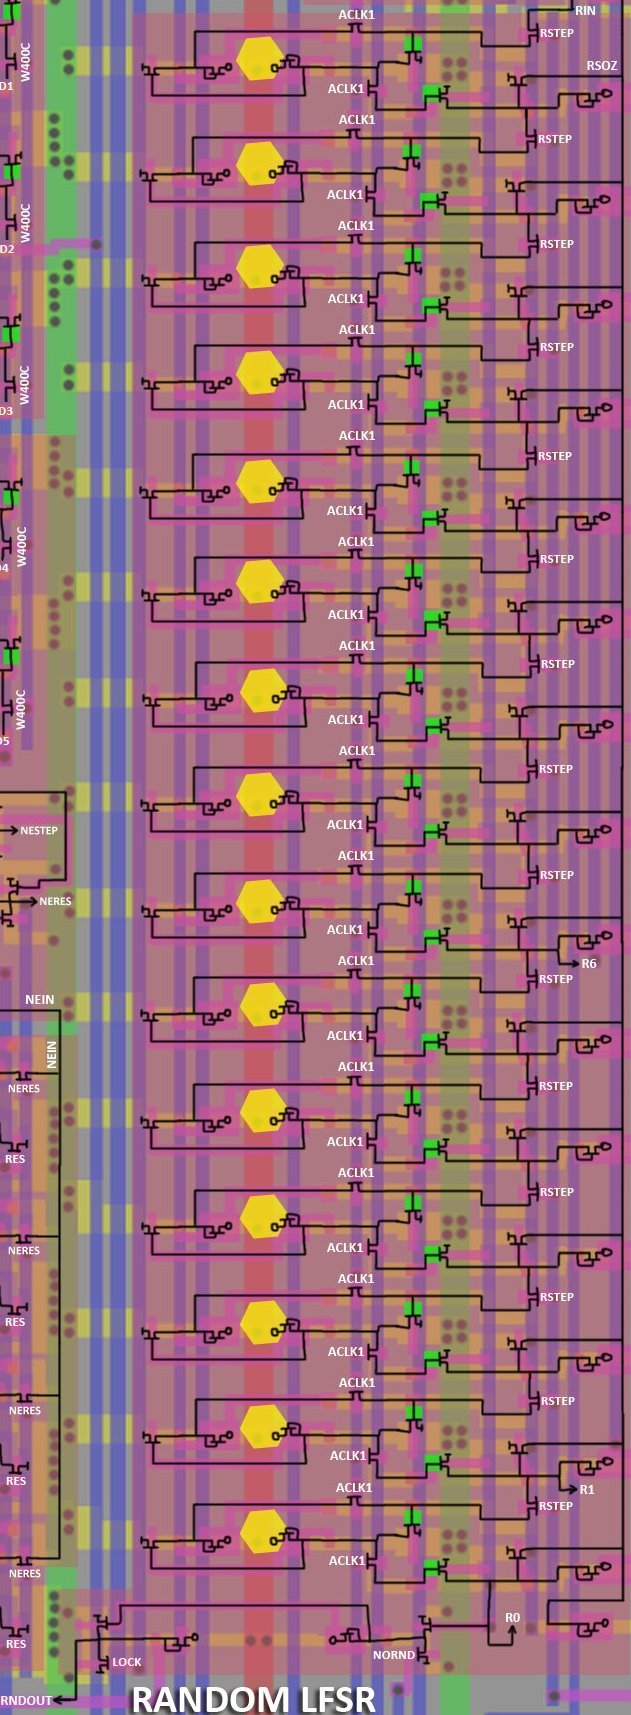 RIN
ACLK1
RSTEP
W400C
RSOZ
D1
ACLK1
ACLK1
RSTEP
ACLK1
W400C
ACLK1
D2
RSTEP
ACLK1
ACLK1
RSTEP
W400C
ACLK1
D3
ACLK1
RSTEP
ACLK1
W400C
ACLK1
RSTEP
4
ACLK1
ACLK1
RSTEP
W400C
ACLK1
D5
ACLK1
RSTEP
ACLK1
NESTEP
ACLK1
RSTEP
NERES
ACLK1
ACLK1
R6
RSTEP
NEIN
ACLK1
NEIN
ACLK1
RSTEP
NERES
ACLK1
RES
ACLK1
RSTEP
ACLK1
NERES
ACLK1
RSTEP
RES
ACLK1
ACLK1
RSTEP
NERES
ACLK1
RES
ACLK1
R1
RSTEP
ACLK1
NERES
R0
RES
NORND
LOCK
RNDOUT
RANDOM LFSR